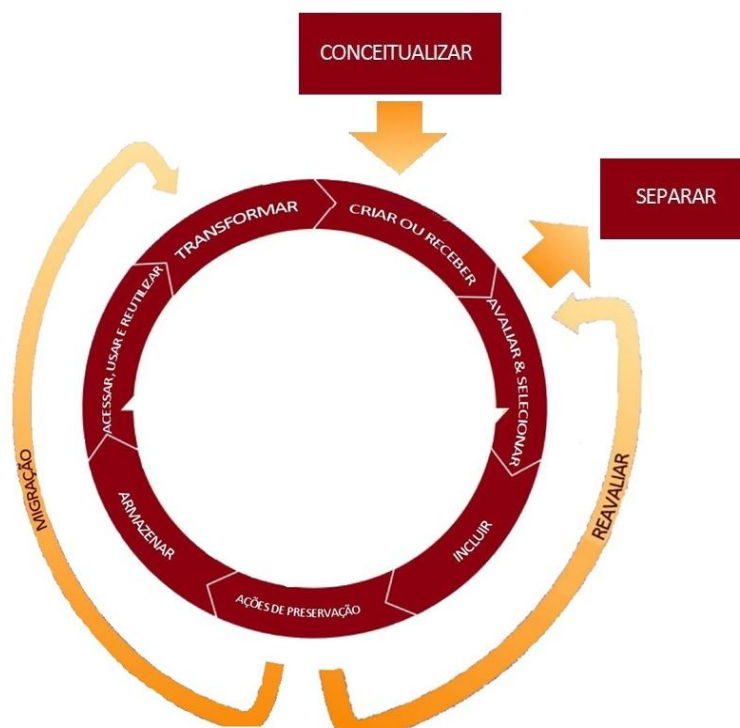 CONCEITUALIZAR
SEPARAR
CRIAR OU RECEBER
AVALIAR & SELECIONAR
INCLUIR
AÇÕES DE PRESERVAÇÃO
ARMAZENAR
ACESSAR, USAR E REUTILIZAR
TRANSFORMAR
MIGRAÇÃO
REAVALIAR